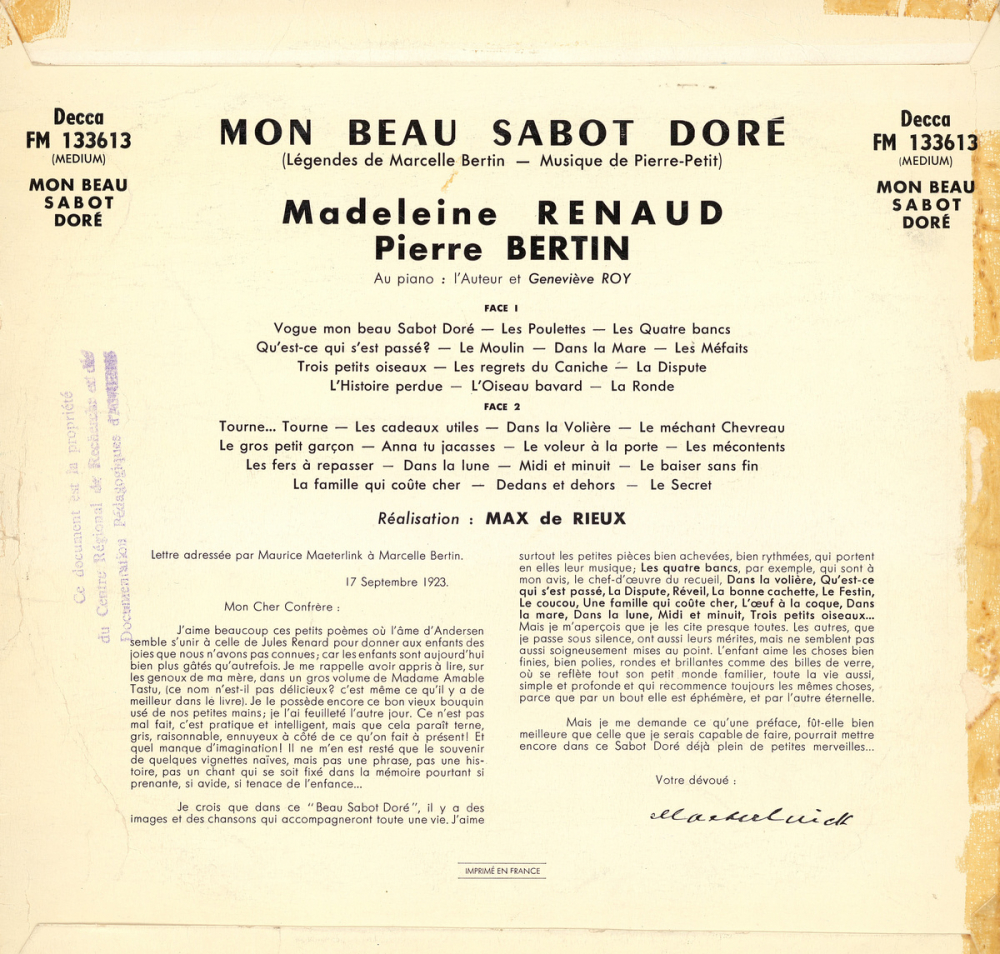 Decca
FM 133613
(MEDIUM)
MON BEAU
SABOT
DORÉ
MON BEAU SABOT DORÉ
(Légendes de Marcelle Bertin — Musique de Pierre-Petit)
Madeleine RENAUD
Pierre BERTIN
Au piano : l'Auteur et Geneviève ROY
Decca
FM 133613
(MEDIUM)
MON BEAU
SABOT
DORÉ
FACE 1
Vogue mon beau Sabot Doré — Les Poulettes — Les Quatre bancs
Qu'est-ce qui s'est passé? — Le Moulin — Dans la Mare — Les Méfaits
Trois petits oiseaux — Les regrets du Caniche — La Dispute
L'Histoire perdue — L'Oiseau bavard — La Ronde
FACE 2
Tourne... Tourne — Les cadeaux utiles — Dans la Volière — Le méchant Chevreau
Le gros petit garçon — Anna tu jacasses — Le voleur à la porte — Les mécontents
Les fers à repasser — Dans la lune — Midi et minuit — Le baiser sans fin
La famille qui coûte cher — Dedans et dehors — Le Secret
Réalisation : MAX de RIEUX
Ce document est la propriété
du Centre Régional de Recherche et de
Documentation Pédagogiques
Lettre adressée par Maurice Maeterlink à Marcelle Bertin.
17 Septembre 1923.
Mon Cher Confrère :
J'aime beaucoup ces petits poèmes où l'âme d'Andersen
semble s'unir à celle de Jules Renard pour donner aux enfants des
joies que nous n'avons pas connues; car les enfants sont aujourd'hui
bien plus gâtés qu'autrefois. Je me rappelle avoir appris à lire, sur
les genoux de ma mère, dans un gros volume de Madame Amable
Tastu, (ce nom n'est-il pas délicieux? c'est même ce qu'il y a de
meilleur dans le livre). Je le possède encore ce bon vieux bouquin
usé de nos petites mains; je l'ai feuilleté l'autre jour. Ce n'est pas
mal fait, c'est pratique et intelligent, mais que cela paraît terne,
gris, raisonnable, ennuyeux à côté de ce qu'on fait à présent! Et
quel manque d'imagination! Il ne m'en est resté que le souvenir
de quelques vignettes naïves, mais pas une phrase, pas une his-
toire, pas un chant qui se soit fixé dans la mémoire pourtant si
prenante, si avide, si tenace de l'enfance...
Je crois que dans ce "Beau Sabot Doré", il y a des
images et des chansons qui accompagneront toute une vie. J'aime
surtout les petites pièces bien achevées, bien rythmées, qui portent
en elles leur musique; Les quatre bancs, par exemple, qui sont à
mon avis, le chef-d'œuvre du recueil, Dans la volière, Qu'est-ce
qui s'est passé, La Dispute, Réveil, La bonne cachette, Le Festin,
Le coucou, Une famille qui coûte cher, L'œuf à la coque, Dans
la mare, Dans la lune, Midi et minuit, Trois petits oiseaux...
Mais je m'aperçois que je les cite presque toutes. Les autres, que
je passe sous silence, ont aussi leurs mérites, mais ne semblent pas
aussi soigneusement mises au point. L'enfant aime les choses bien
finies, bien polies, rondes et brillantes comme des billes de verre,
où se reflète tout son petit monde familier, toute la vie aussi,
simple et profonde et qui recommence toujours les mêmes choses,
parce que par un bout elle est éphémère, et par l'autre éternelle.
Mais je me demande ce qu'une préface, fût-elle bien
meilleure que celle que je serais capable de faire, pourrait mettre
encore dans ce Sabot Doré déjà plein de petites merveilles...
Votre dévoué :
Maeterlinck
IMPRIMÉ EN FRANCE